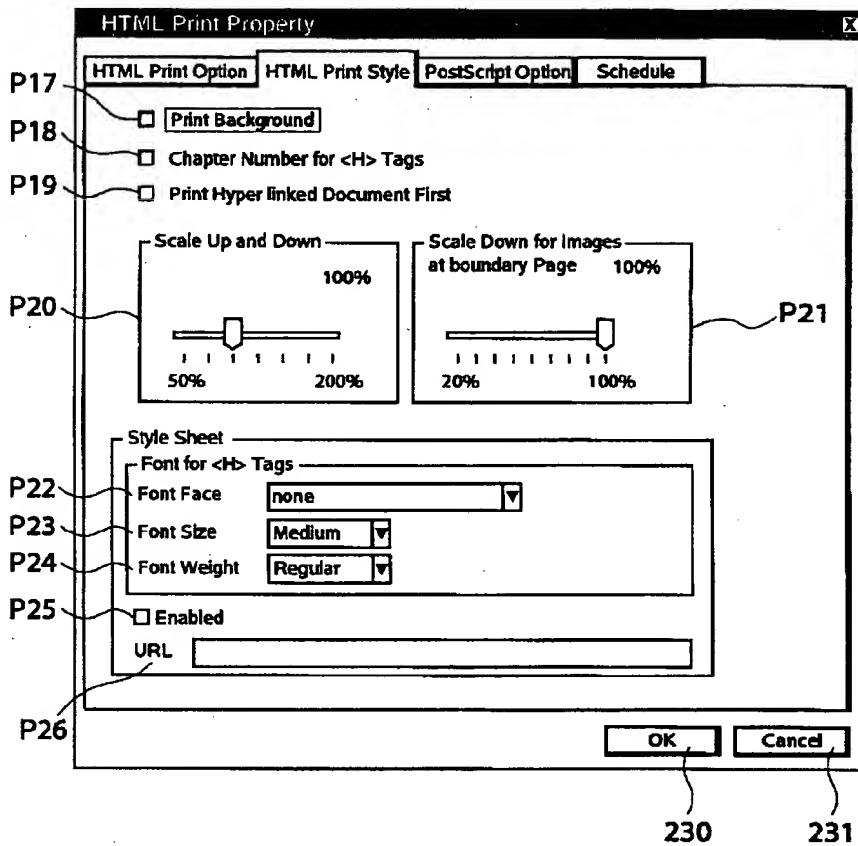 HTML Print Property X
HTML Print Option HTML Print Style PostScript Option Schedule
P17 Print Background
P18 Chapter Number for <H> Tags
P19 Print Hyper linked Document First
Scale Up and Down
100%
P20
50% 200%
Scale Down for Images
at boundary Page 100%
P21
20% 100%
Style Sheet
Font for <H> Tags
P22 Font Face none
P23 Font Size Medium
P24 Font Weight Regular
P25 Enabled
URL
P26
OK Cancel
230 231